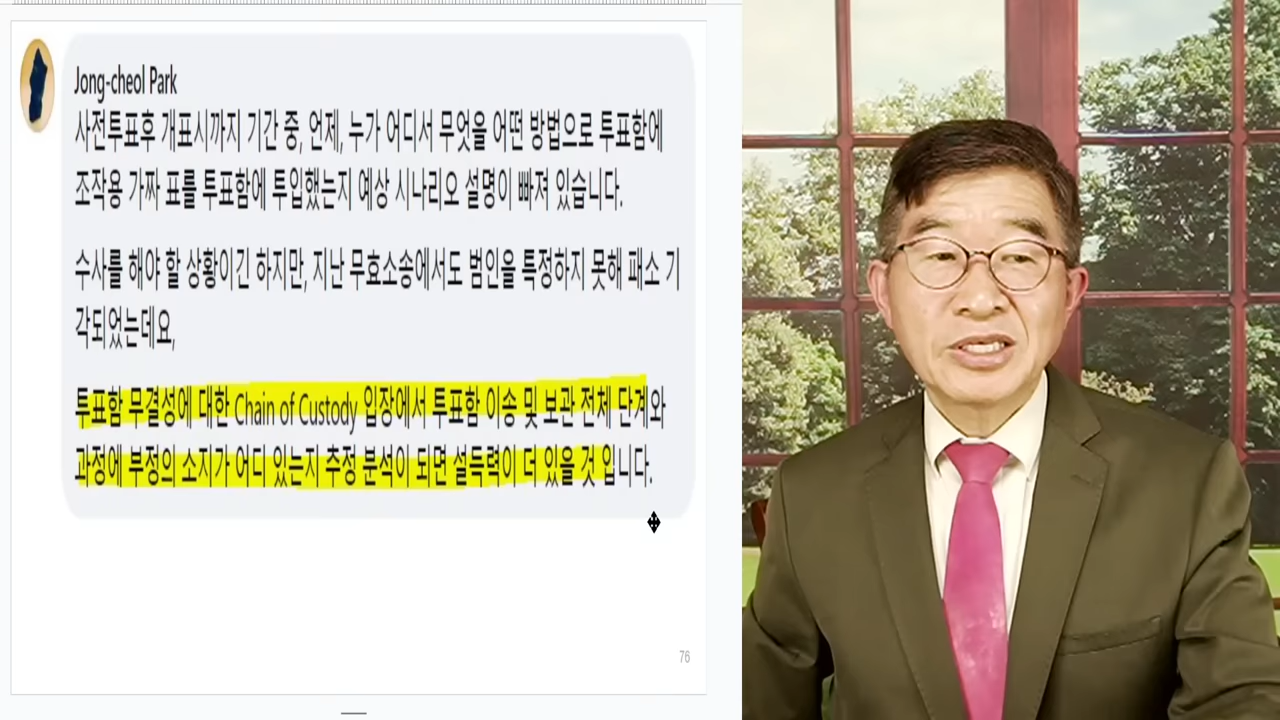 Jong-cheol Park
사전투표후 개표시까지 기간 중, 언제, 누가 어디서 무엇을 어떤 방법으로 투표함에
조작용 가짜 표를 투표함에 투입했는지 예상 시나리오 설명이 빠져 있습니다.
수사를 해야 할 상황이긴 하지만, 지난 무효소송에서도 범인을 특정하지 못해 패소 기
각되었는데요,
투표함 무결성에 대한 Chain of Custody 입장에서 투표함 이송 및 보관 전체 단계와
과정에 부정의 소지가 어디 있는지 추정 분석이 되면 설득력이 더 있을 것 입니다.
76